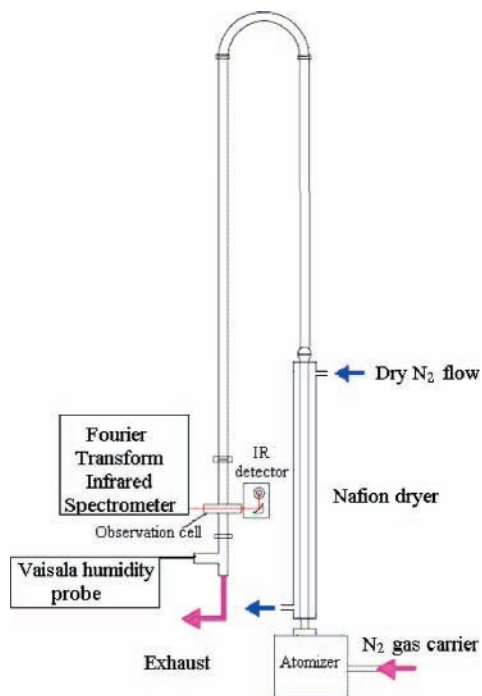 Dry N₂ flow
Fourier
Transform
Infrared
Spectrometer
IR
detector
Nafion dryer
Observation cell
Vaisala humidity
probe
N₂ gas carrier
Exhaust
Atomizer